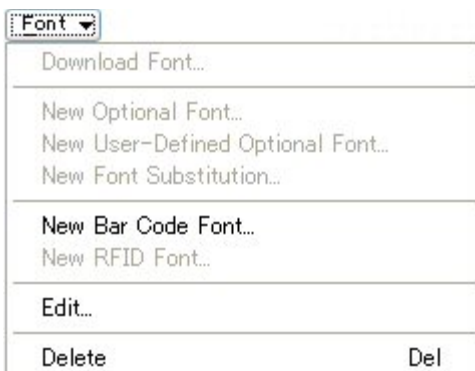 Font
Download Font...
New Optional Font...
New User-Defined Optional Font...
New Font Substitution...
New Bar Code Font...
New RFID Font...
Edit...
Delete Del